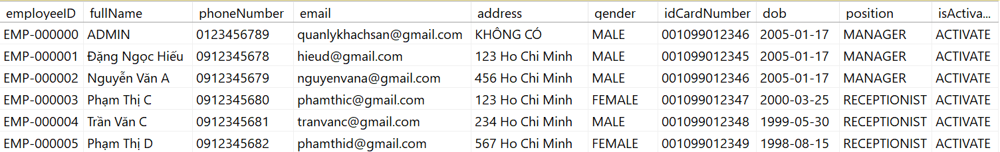 employeeID fullName phoneNumber email address gender idCardNumber dob position isActiva...
EMP-000000 ADMIN 0123456789 quanlykhachsan@gmail.com KHÔNG CÓ MALE 001099012346 2005-01-17 MANAGER ACTIVATE
EMP-000001 Đặng Ngọc Hiếu 0912345678 hieud@gmail.com 123 Ho Chi Minh MALE 001099012345 2005-01-17 MANAGER ACTIVATE
EMP-000002 Nguyễn Văn A 0912345679 nguyenvana@gmail.com 456 Ho Chi Minh MALE 001099012346 2005-01-17 MANAGER ACTIVATE
EMP-000003 Phạm Thị C 0912345680 phamthic@gmail.com 123 Ho Chi Minh FEMALE 001099012347 2000-03-25 RECEPTIONIST ACTIVATE
EMP-000004 Trần Văn C 0912345681 tranvanc@gmail.com 234 Ho Chi Minh MALE 001099012348 1999-05-30 RECEPTIONIST ACTIVATE
EMP-000005 Phạm Thị D 0912345682 phamthid@gmail.com 567 Ho Chi Minh FEMALE 001099012349 1998-08-15 RECEPTIONIST ACTIVATE